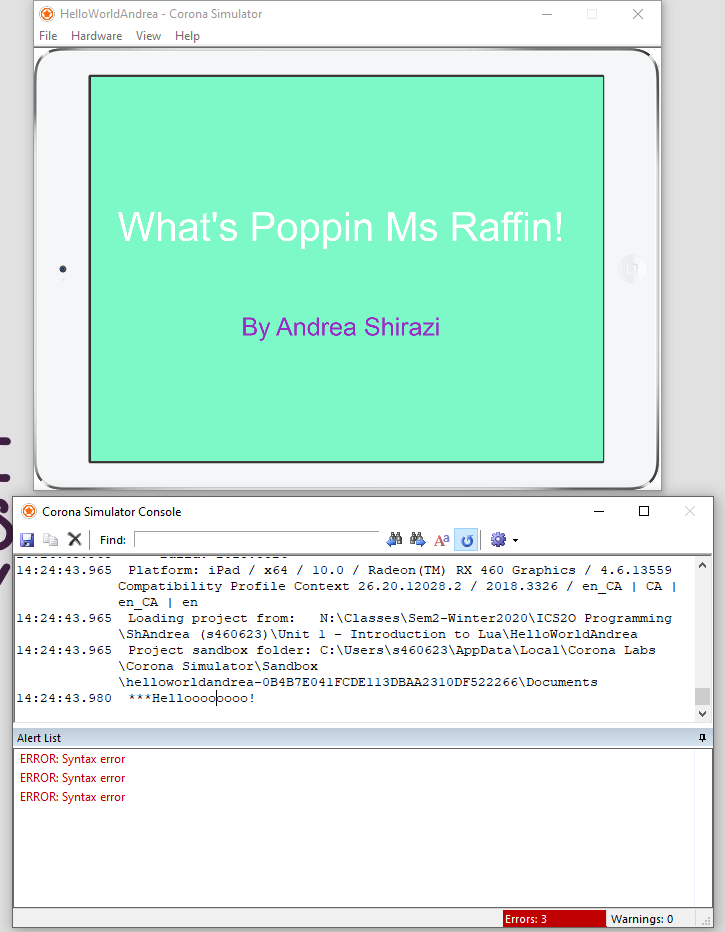 HelloWorldAndrea - Corona Simulator
File Hardware View Help
What's Poppin Ms Raffin!
By Andrea Shirazi
Corona Simulator Console
Find:
14:24:43.965 Platform: iPad / x64 / 10.0 / Radeon(TM) RX 460 Graphics / 4.6.13559
Compatibility Profile Context 26.20.12028.2 / 2018.3326 / en_CA | CA |
en_CA | en
14:24:43.965 Loading project from: N:\Classes\Sem2-Winter2020\ICS2O Programming
\ShAndrea (s460623)\Unit 1 - Introduction to Lua\HelloWorldAndrea
14:24:43.965 Project sandbox folder: C:\Users\s460623\AppData\Local\Corona Labs
\Corona Simulator\Sandbox
\helloworldandrea-0B4B7E041FCDE113DBAA2310DF522266\Documents
14:24:43.980 ***Helloooooooo!
Alert List
ERROR: Syntax error
ERROR: Syntax error
ERROR: Syntax error
Errors: 3 Warnings: 0